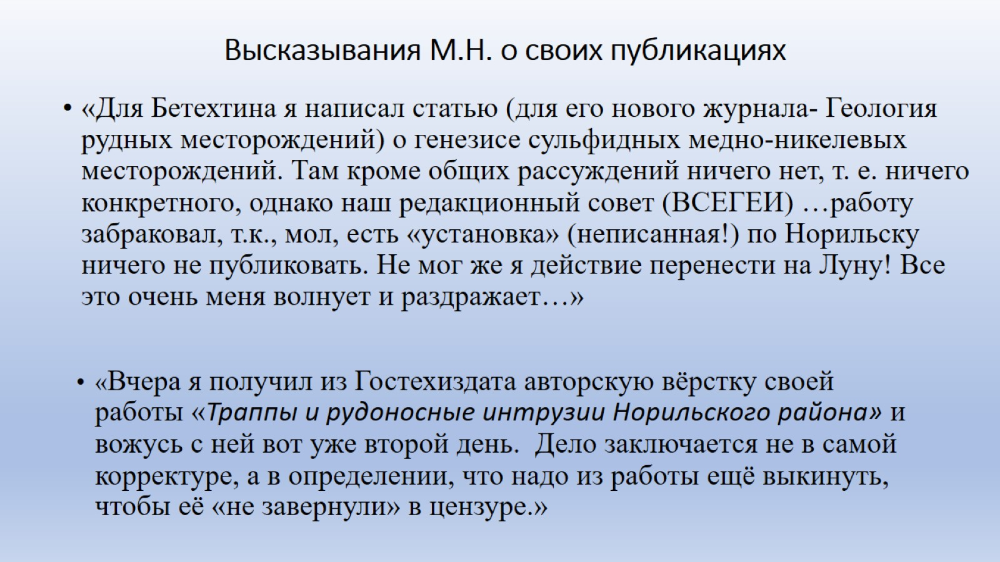 Высказывания М.Н. о своих публикациях
• «Для Бетехтина я написал статью (для его нового журнала- Геология
рудных месторождений) о генезисе сульфидных медно-никелевых
месторождений. Там кроме общих рассуждений ничего нет, т. е. ничего
конкретного, однако наш редакционный совет (ВСЕГЕИ) …работу
забраковал, т.к., мол, есть «установка» (неписанная!) по Норильску
ничего не публиковать. Не мог же я действие перенести на Луну! Все
это очень меня волнует и раздражает…»
• «Вчера я получил из Гостехиздата авторскую вёрстку своей
работы «Траппы и рудоносные интрузии Норильского района» и
вожусь с ней вот уже второй день.  Дело заключается не в самой
корректуре, а в определении, что надо из работы ещё выкинуть,
чтобы её «не завернули» в цензуре.»